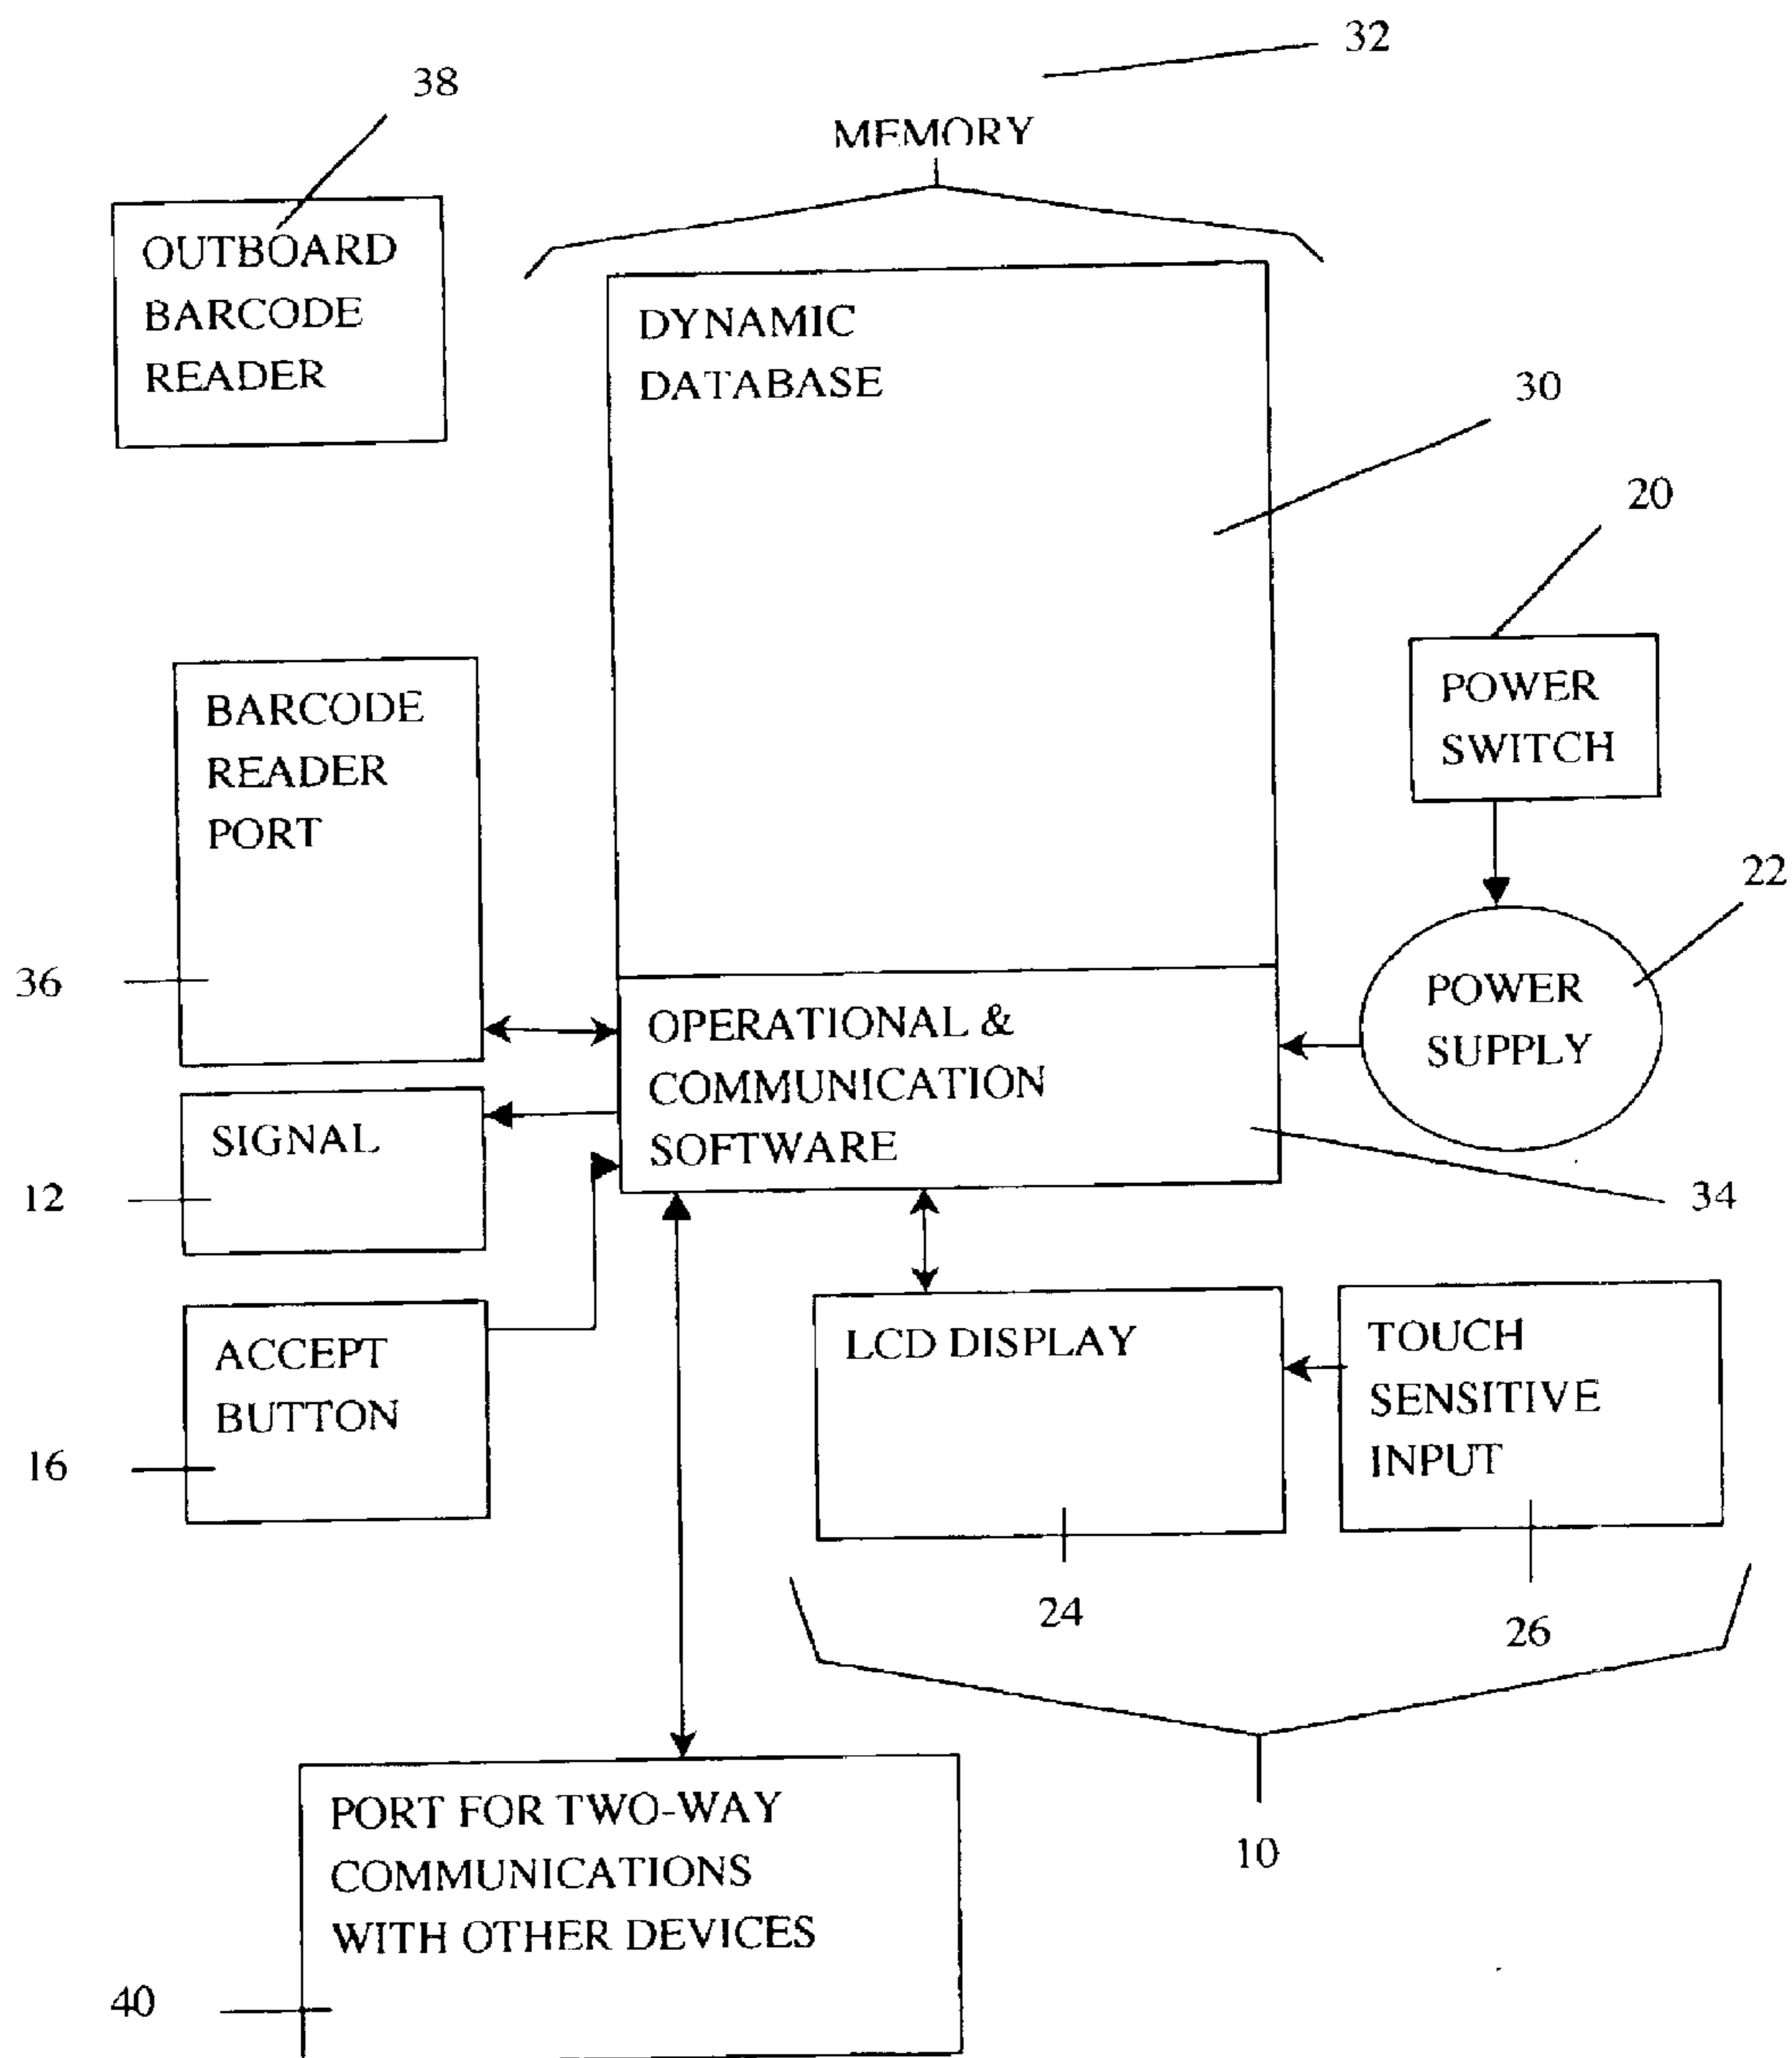 32
38
MEMORY
OUTBOARD
BARCODE
READER
DYNAMIC
DATABASE
30
20
POWER
SWITCH
BARCODE
READER
PORT
22
36
POWER
SUPPLY
OPERATIONAL &
COMMUNICATION
SOFTWARE
SIGNAL
12
34
ACCEPT
BUTTON
16
LCD DISPLAY
TOUCH
SENSITIVE
INPUT
24
26
10
PORT FOR TWO-WAY
COMMUNICATIONS
WITH OTHER DEVICES
40